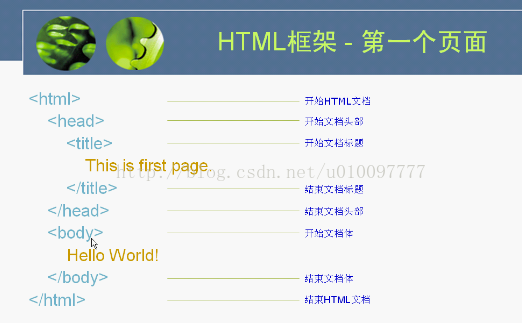 HTML框架 - 第一个页面
<html> 开始HTML文档
<head> 开始文档头部
<title> 开始文档标题
This is first page.
http://blog.csdn.net/u010097777
</title> 结束文档标题
</head> 结束文档头部
<body> 开始文档体
Hello World!
</body> 结束文档体
</html> 结束HTML文档